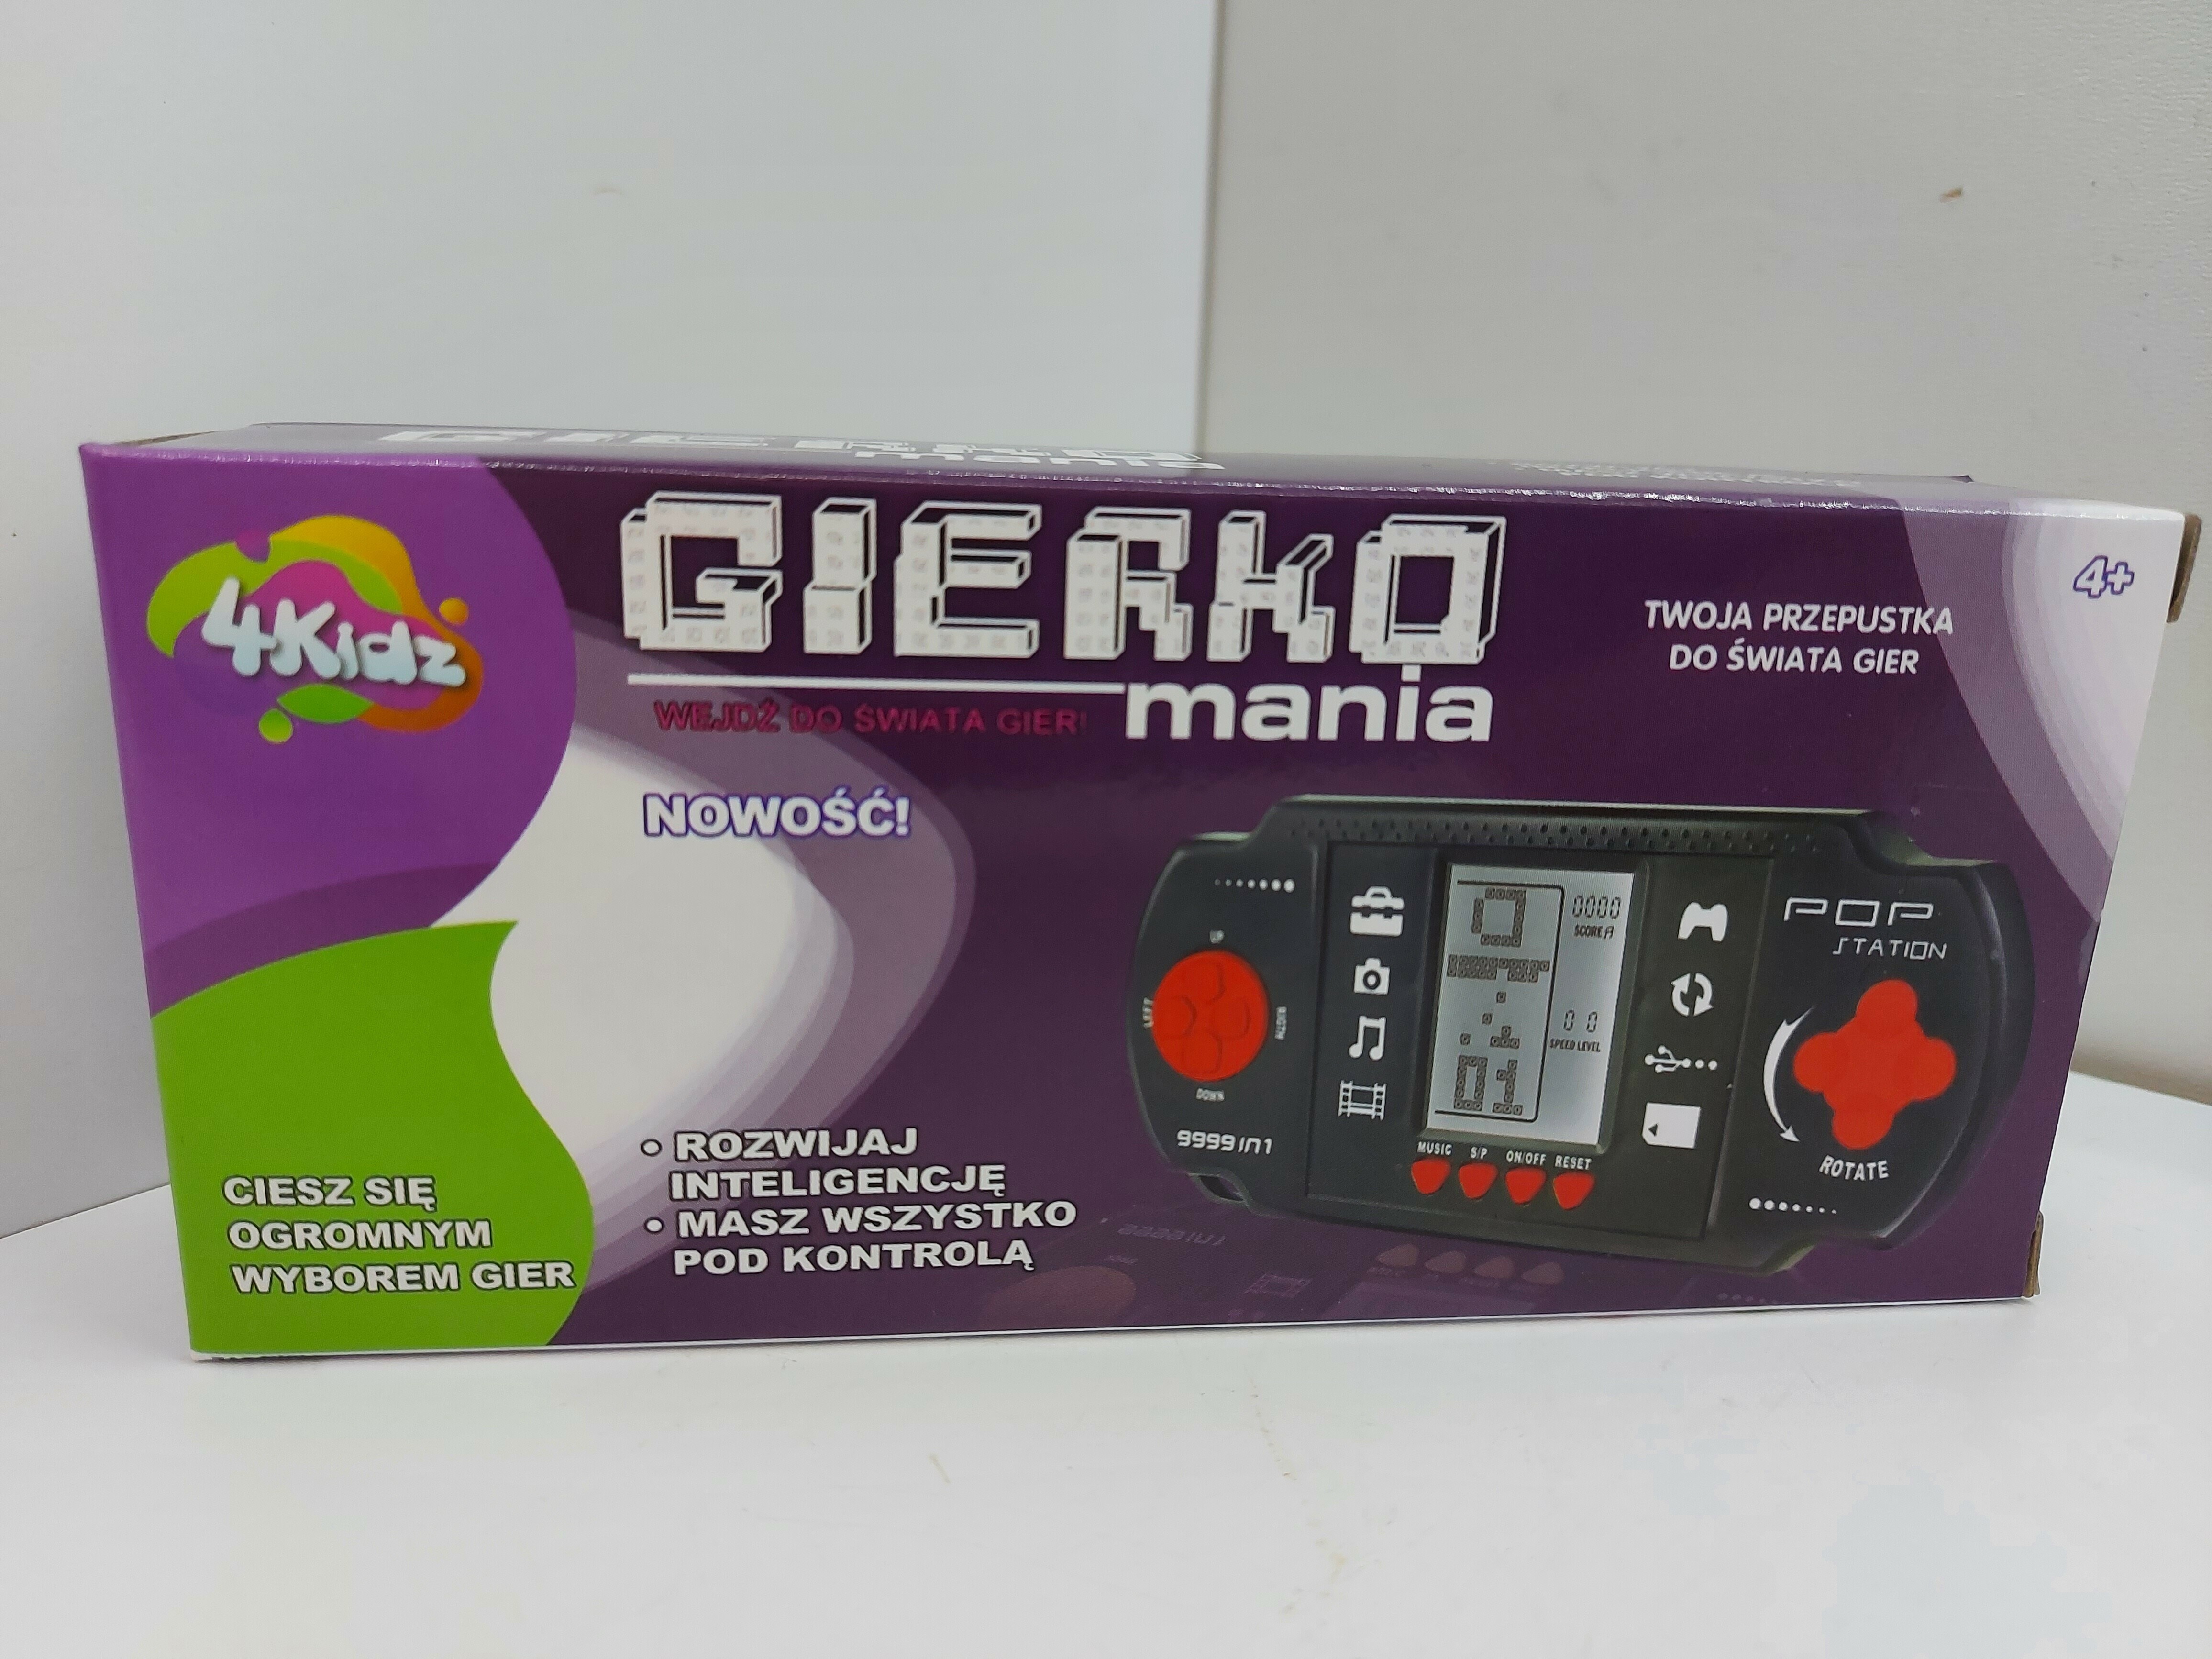 GIERKO
mania
4Kidz
GIERKO
mania
WEJDŹ DO ŚWIATA GIER!
TWOJA PRZEPUSTKA
DO ŚWIATA GIER
4+
NOWOŚĆ!
CIESZ SIĘ
OGROMNYM
WYBOREM GIER
• ROZWIJAJ
INTELIGENCJĘ
• MASZ WSZYSTKO
POD KONTROLĄ
UP
LEFT
DOWN
9999 in 1
0000
SCORE
00
SPEED LEVEL
MUSIC S/P ON/OFF RESET
POP
STATION
ROTATE